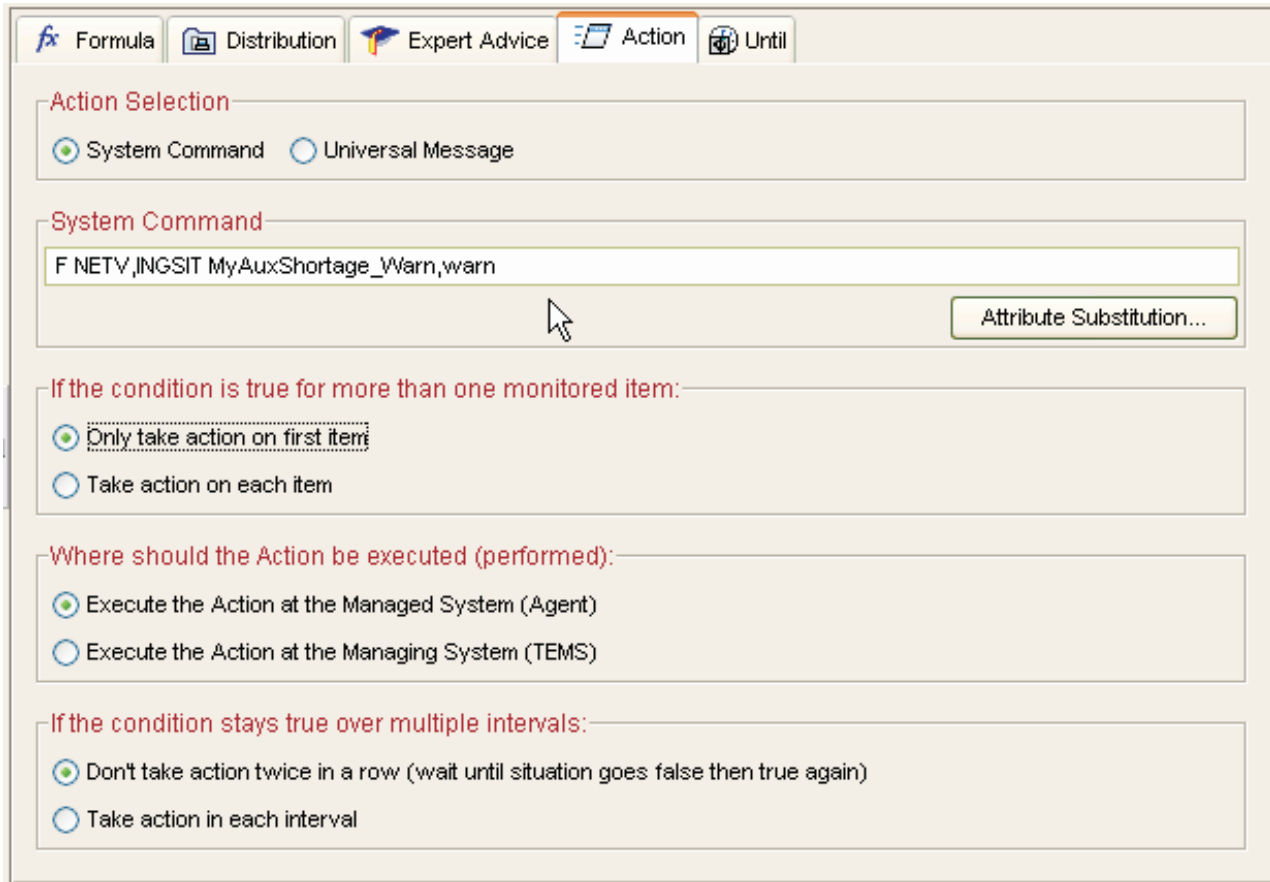 fx Formula Distribution Expert Advice Action Until
Action Selection
System Command Universal Message
System Command
F NETV,INGSIT MyAuxShortage_Warn,warn
Attribute Substitution...
If the condition is true for more than one monitored item:
Only take action on first item
Take action on each item
Where should the Action be executed (performed):
Execute the Action at the Managed System (Agent)
Execute the Action at the Managing System (TEMS)
If the condition stays true over multiple intervals:
Don't take action twice in a row (wait until situation goes false then true again)
Take action in each interval